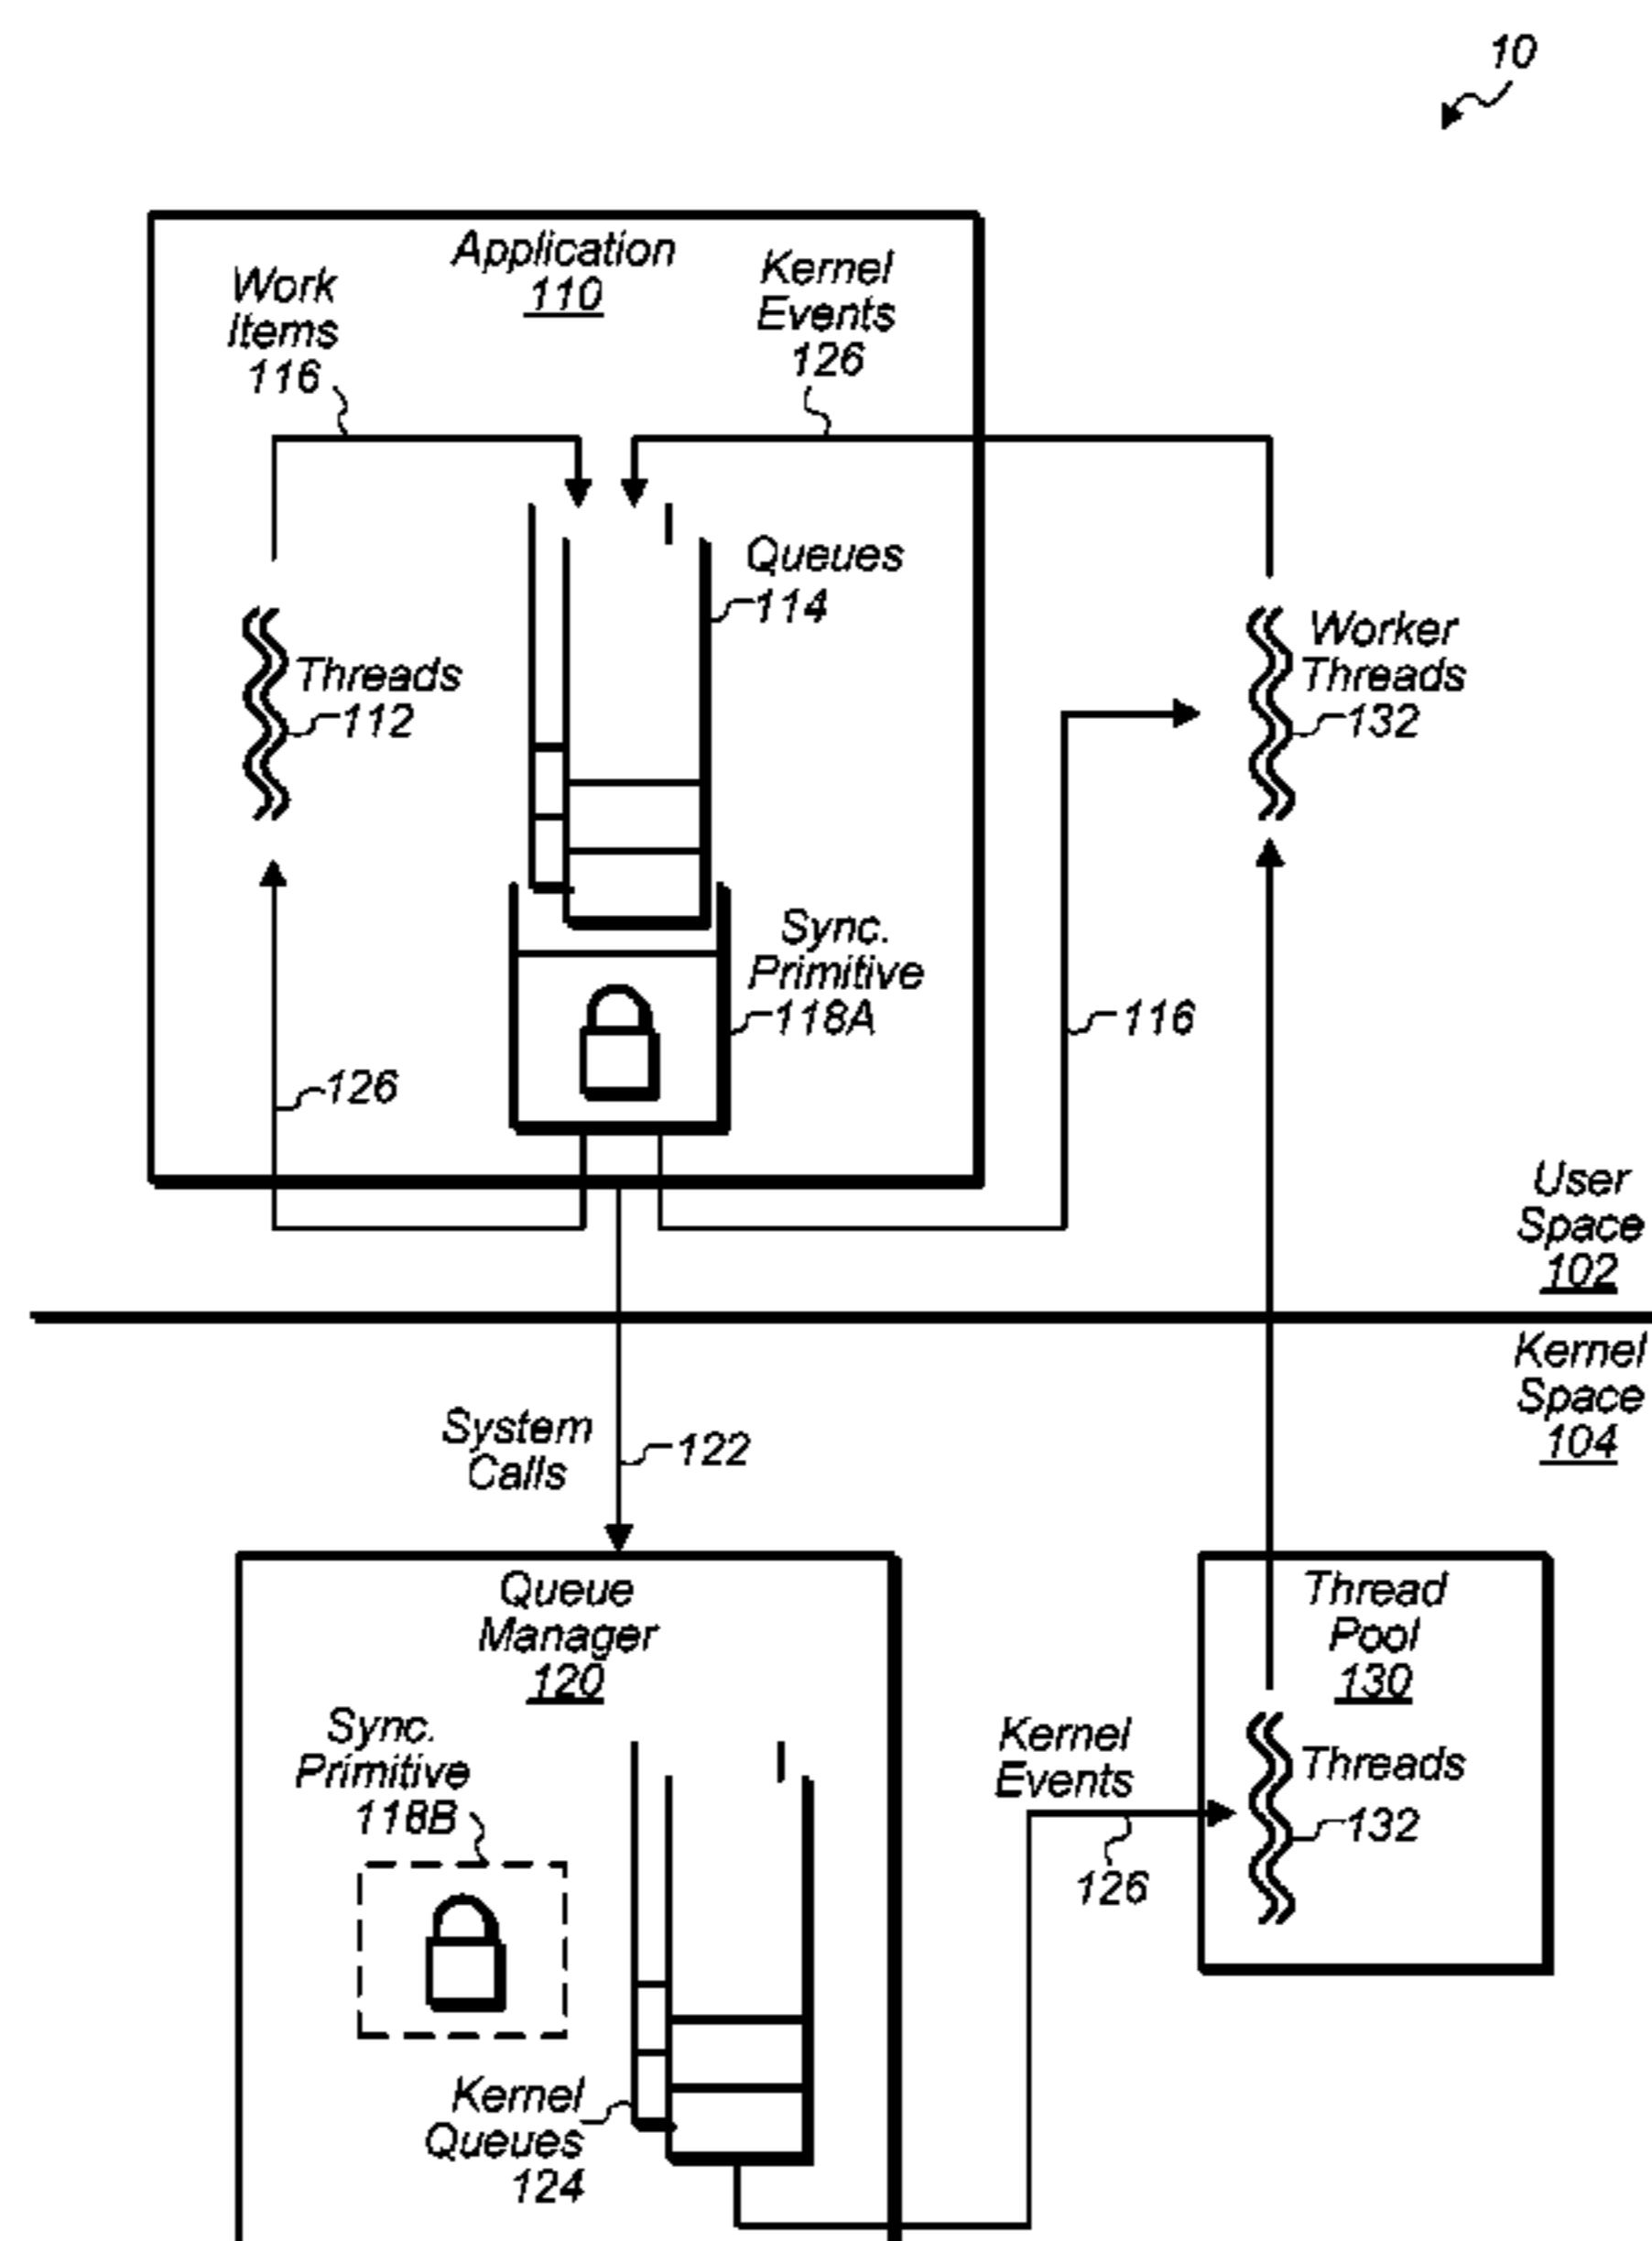 10
Application
110
Work
Items
116
Kernel
Events
126
Queues
114
Threads
112
Worker
Threads
132
Sync.
Primitive
118A
116
126
User
Space
102
Kernel
Space
104
System
Calls
122
Queue
Manager
120
Thread
Pool
130
Sync.
Primitive
118B
Kernel
Events
126
Threads
132
Kernel
Queues
124